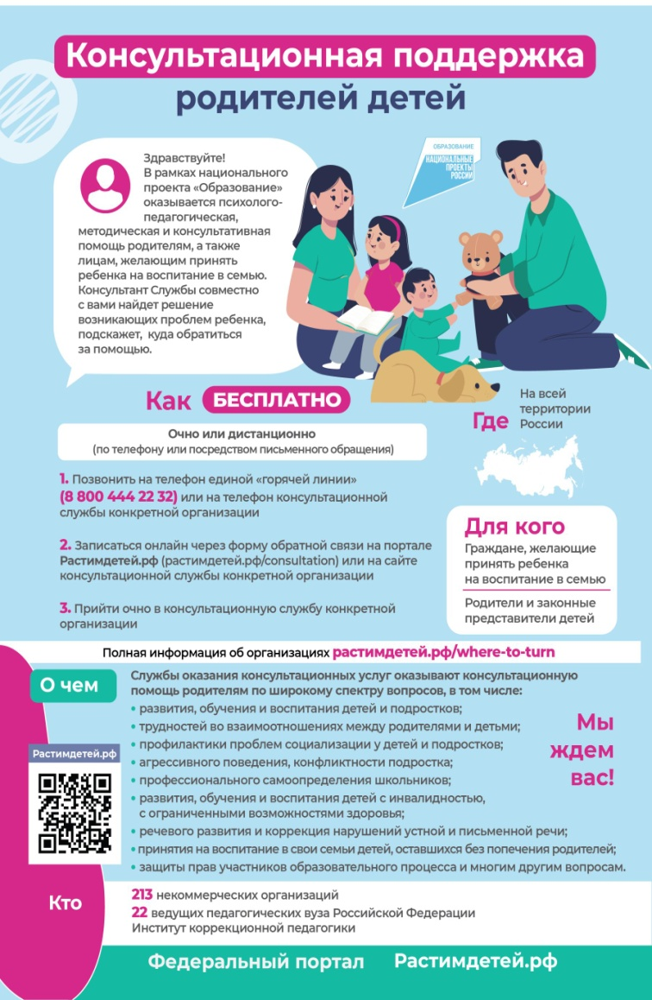 Консультационная поддержка
родителей детей
Здравствуйте!
В рамках национального
проекта «Образование»
оказывается психолого-
педагогическая,
методическая и консультативная
помощь родителям, а также
лицам, желающим принять
ребенка на воспитание в семью.
Консультант Службы совместно
с вами найдет решение
возникающих проблем ребенка,
подскажет, куда обратиться
за помощью.
ОБРАЗОВАНИЕ
НАЦИОНАЛЬНЫЕ
ПРОЕКТЫ
РОССИИ
Как БЕСПЛАТНО
Очно или дистанционно
(по телефону или посредством письменного обращения)
1. Позвонить на телефон единой «горячей линии»
(8 800 444 22 32) или на телефон консультационной
службы конкретной организации
2. Записаться онлайн через форму обратной связи на портале
Растимдетей.рф (растимдетей.рф/consultation) или на сайте
консультационной службы конкретной организации
3. Прийти очно в консультационную службу конкретной
организации
Где
На всей
территории
России
Для кого
Граждане, желающие
принять ребенка
на воспитание в семью
Родители и законные
представители детей
Полная информация об организациях растимдетей.рф/where-to-turn
О чем
Службы оказания консультационных услуг оказывают консультационную
помощь родителям по широкому спектру вопросов, в том числе:
• развития, обучения и воспитания детей и подростков;
• трудностей во взаимоотношениях между родителями и детьми;
• профилактики проблем социализации у детей и подростков;
• агрессивного поведения, конфликтности подростка;
• профессионального самоопределения школьников;
• развития, обучения и воспитания детей с инвалидностью,
с ограниченными возможностями здоровья;
• речевого развития и коррекция нарушений устной и письменной речи;
• принятия на воспитание в свои семьи детей, оставшихся без попечения родителей;
• защиты прав участников образовательного процесса и многим другим вопросам.
Мы
ждем
вас!
Растимдетей.рф
Кто
213 некоммерческих организаций
22 ведущих педагогических вуза Российской Федерации
Институт коррекционной педагогики
Федеральный портал Растимдетей.рф